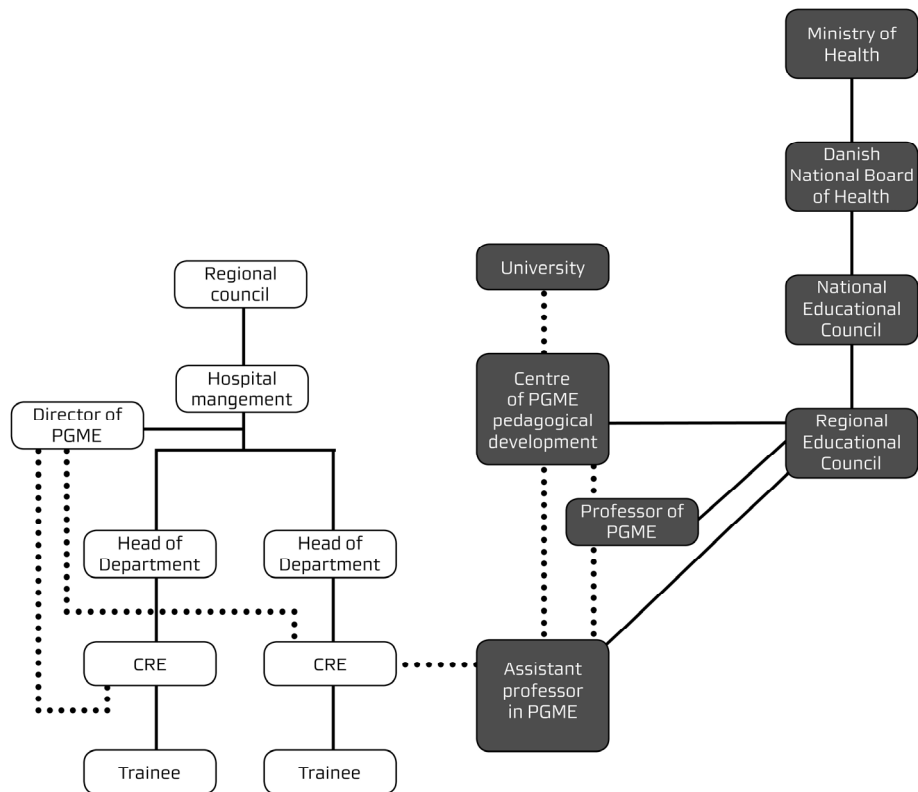 Ministry of
Health
Danish
National Board
of Health
University
Regional
council
National
Educational
Council
Hospital
mangement
Centre
of PGME
pedagogical
development
Director of
PGME
Regional
Educational
Council
Professor of
PGME
Head of
Department
Head of
Department
CRE
CRE
Assistant
professor
in PGME
Trainee
Trainee